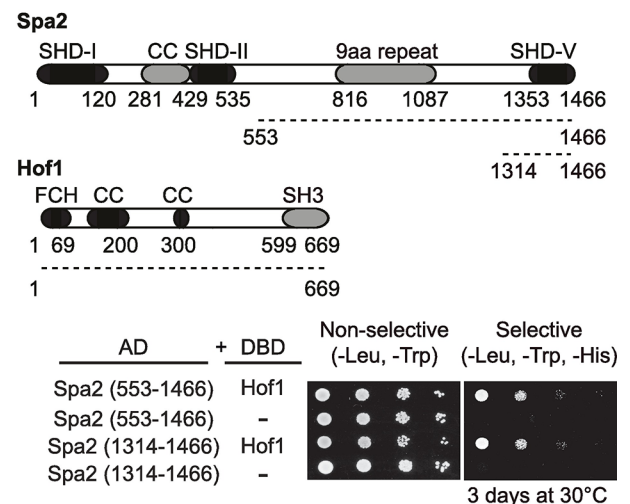 Spa2
SHD-I CC SHD-II 9aa repeat SHD-V
1 120 281 429 535 816 1087 1353 1466
553 1466
1314 1466
Hof1
FCH CC CC SH3
1 69 200 300 599 669
1 669
Non-selective Selective
AD + DBD (-Leu, -Trp) (-Leu, -Trp, -His)
Spa2 (553-1466) Hof1
Spa2 (553-1466) –
Spa2 (1314-1466) Hof1
Spa2 (1314-1466) –
3 days at 30°C